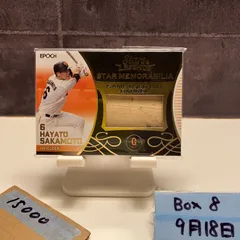 EPOCH
STAR MEMORABILIA
6
HAYATO
SAKAMOTO
15000
Box 8
9月18日